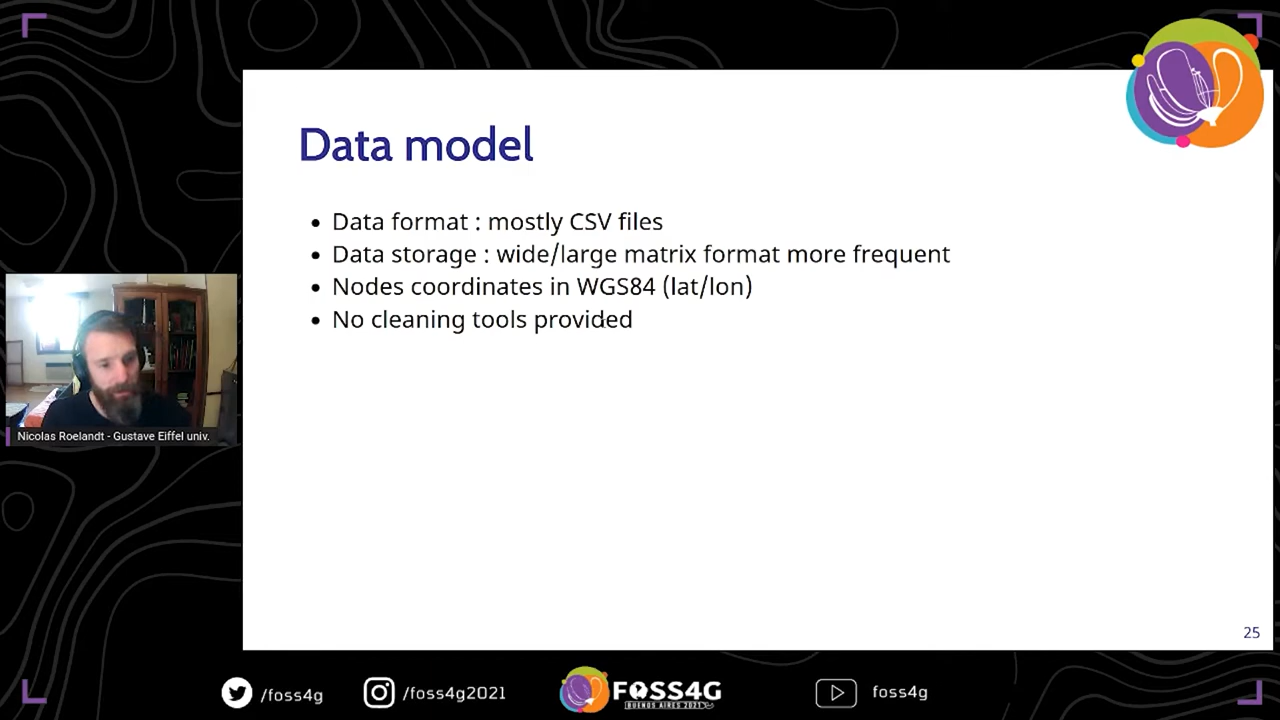 Data model
Data format : mostly CSV files
Data storage : wide/large matrix format more frequent
Nodes coordinates in WGS84 (lat/lon)
No cleaning tools provided
Nicolas Roelandt - Gustave Eiffel univ.
25
/foss4g
/foss4g2021
FOSS4G
BUENOS AIRES 2021
foss4g